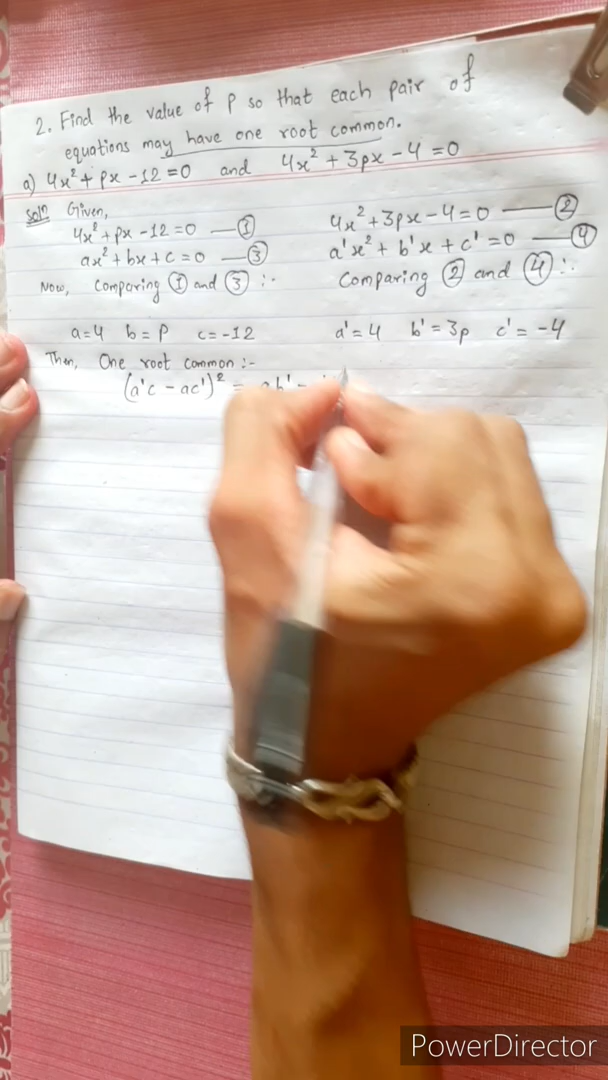 2. Find the value of P so that each pair of
equations may have one root common.
a) 4x² + px - 12 = 0 and 4x² + 3px - 4 = 0
Soln Given,
4x² + px - 12 = 0 — ①
4x² + 3px - 4 = 0 — ②
ax² + bx + c = 0 — ③
a'x² + b'x + c' = 0 — ④
Now, Comparing ① and ③ :-
Comparing ② and ④ :-
a=4 b=P c=-12
a'=4 b'=3p c'=-4
Then, One root common :-
(a'c - ac')² = ab' -
PowerDirector